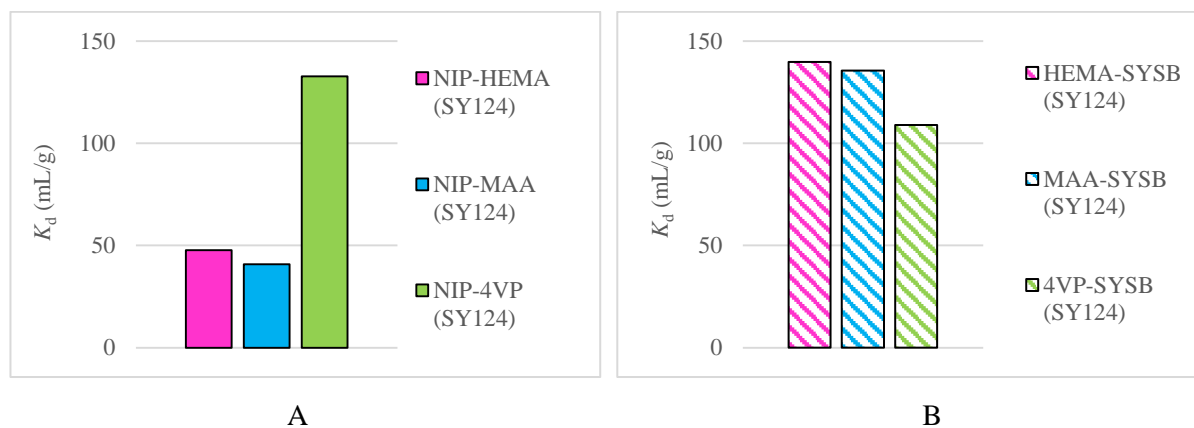 150
100
50
0
Kd (mL/g)
NIP-HEMA
(SY124)
NIP-MAA
(SY124)
NIP-4VP
(SY124)
A
150
100
50
0
Kd (mL/g)
HEMA-SYSB
(SY124)
MAA-SYSB
(SY124)
4VP-SYSB
(SY124)
B